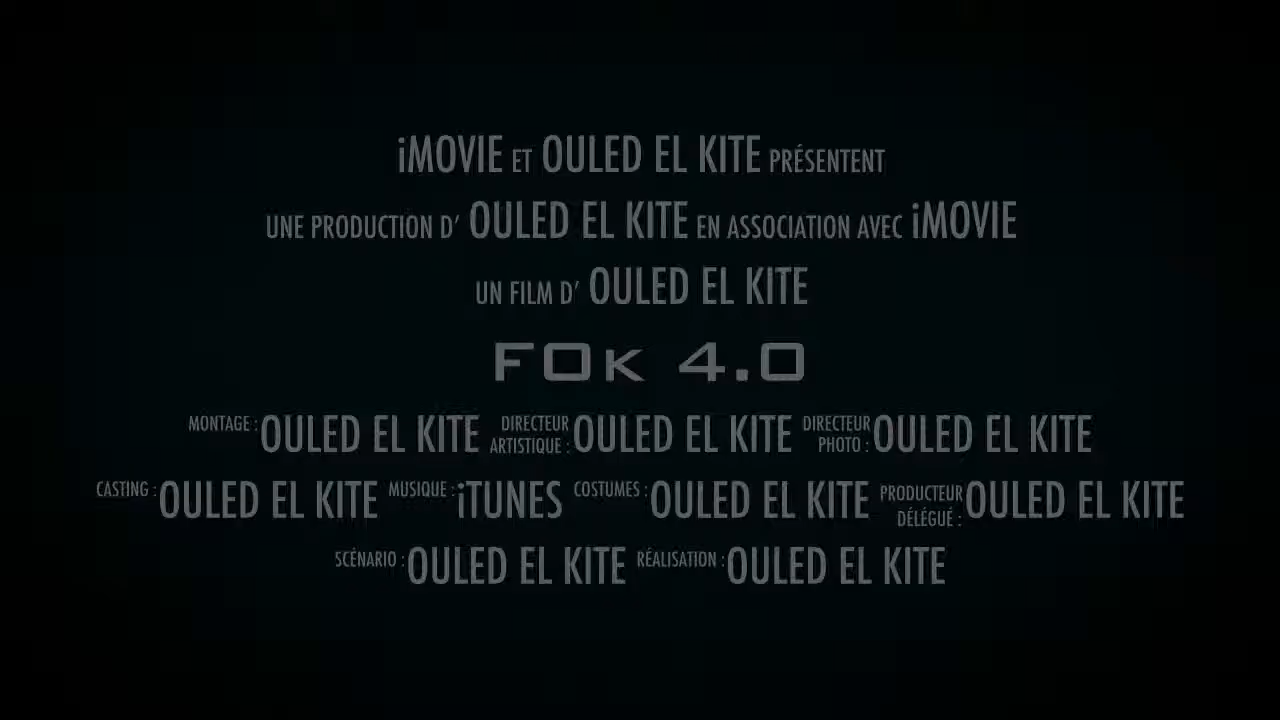 iMOVIE ET OULED EL KITE PRÉSENTENT
UNE PRODUCTION D' OULED EL KITE EN ASSOCIATION AVEC iMOVIE
UN FILM D' OULED EL KITE
FOK 4.0
MONTAGE : OULED EL KITE DIRECTEUR ARTISTIQUE : OULED EL KITE DIRECTEUR PHOTO : OULED EL KITE
CASTING : OULED EL KITE MUSIQUE : iTUNES COSTUMES : OULED EL KITE PRODUCTEUR DÉLÉGUÉ : OULED EL KITE
SCÉNARIO : OULED EL KITE RÉALISATION : OULED EL KITE